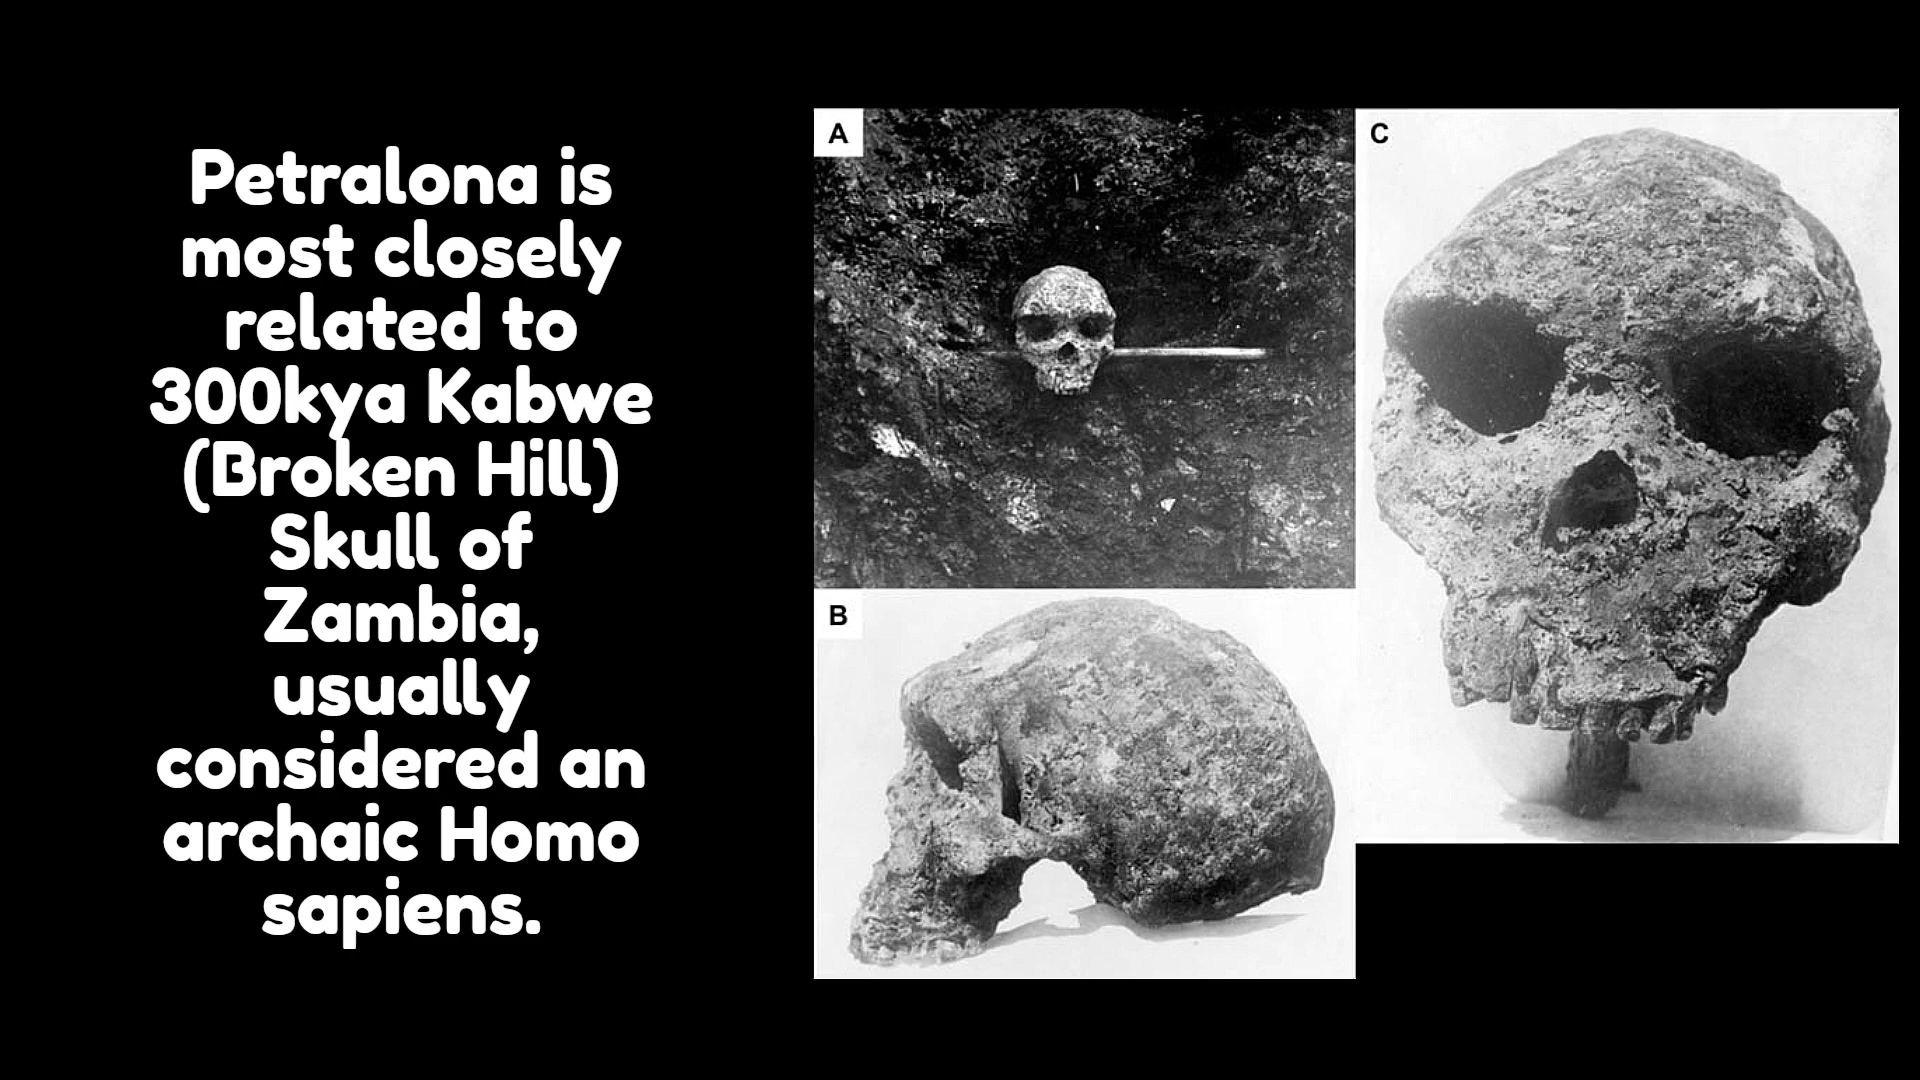 Petralona is
most closely
related to
300kya Kabwe
(Broken Hill)
Skull of
Zambia,
usually
considered an
archaic Homo
sapiens.
A
B
C